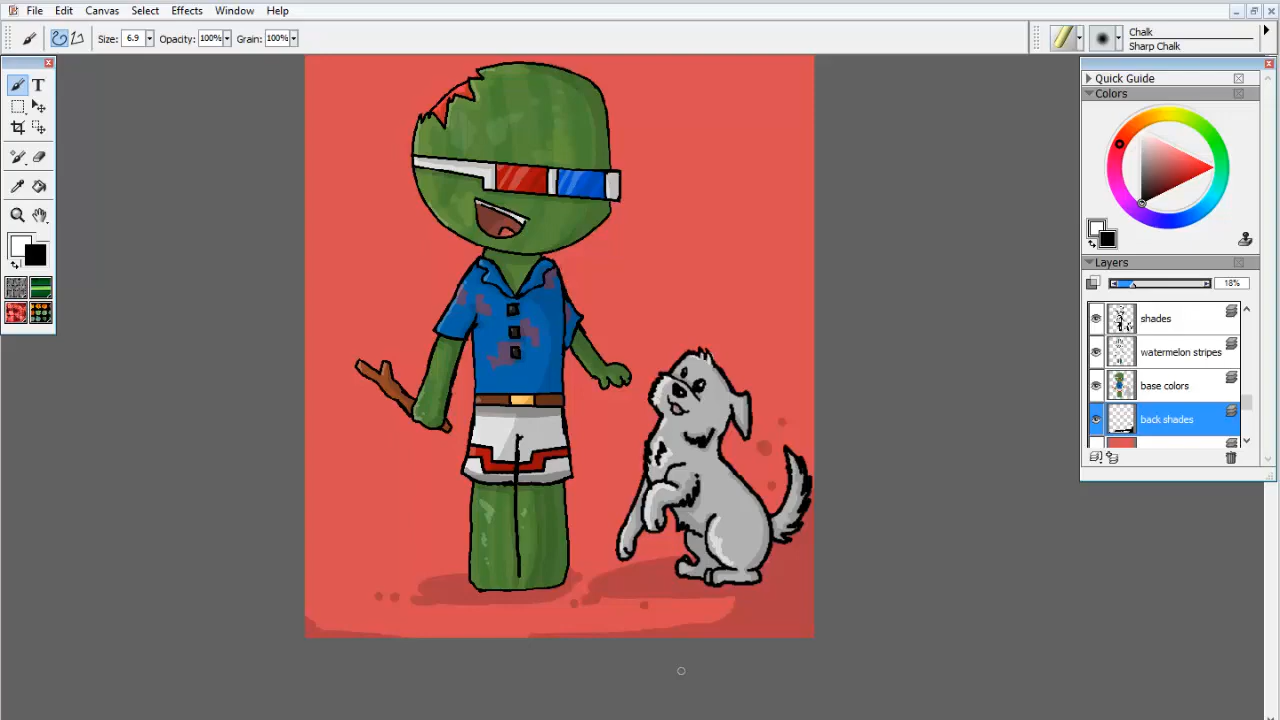 File Edit Canvas Select Effects Window Help
Size: 6.9 Opacity: 100% Grain: 100%
Chalk
Sharp Chalk
T
Quick Guide
Colors
Layers
18%
shades
watermelon stripes
base colors
back shades